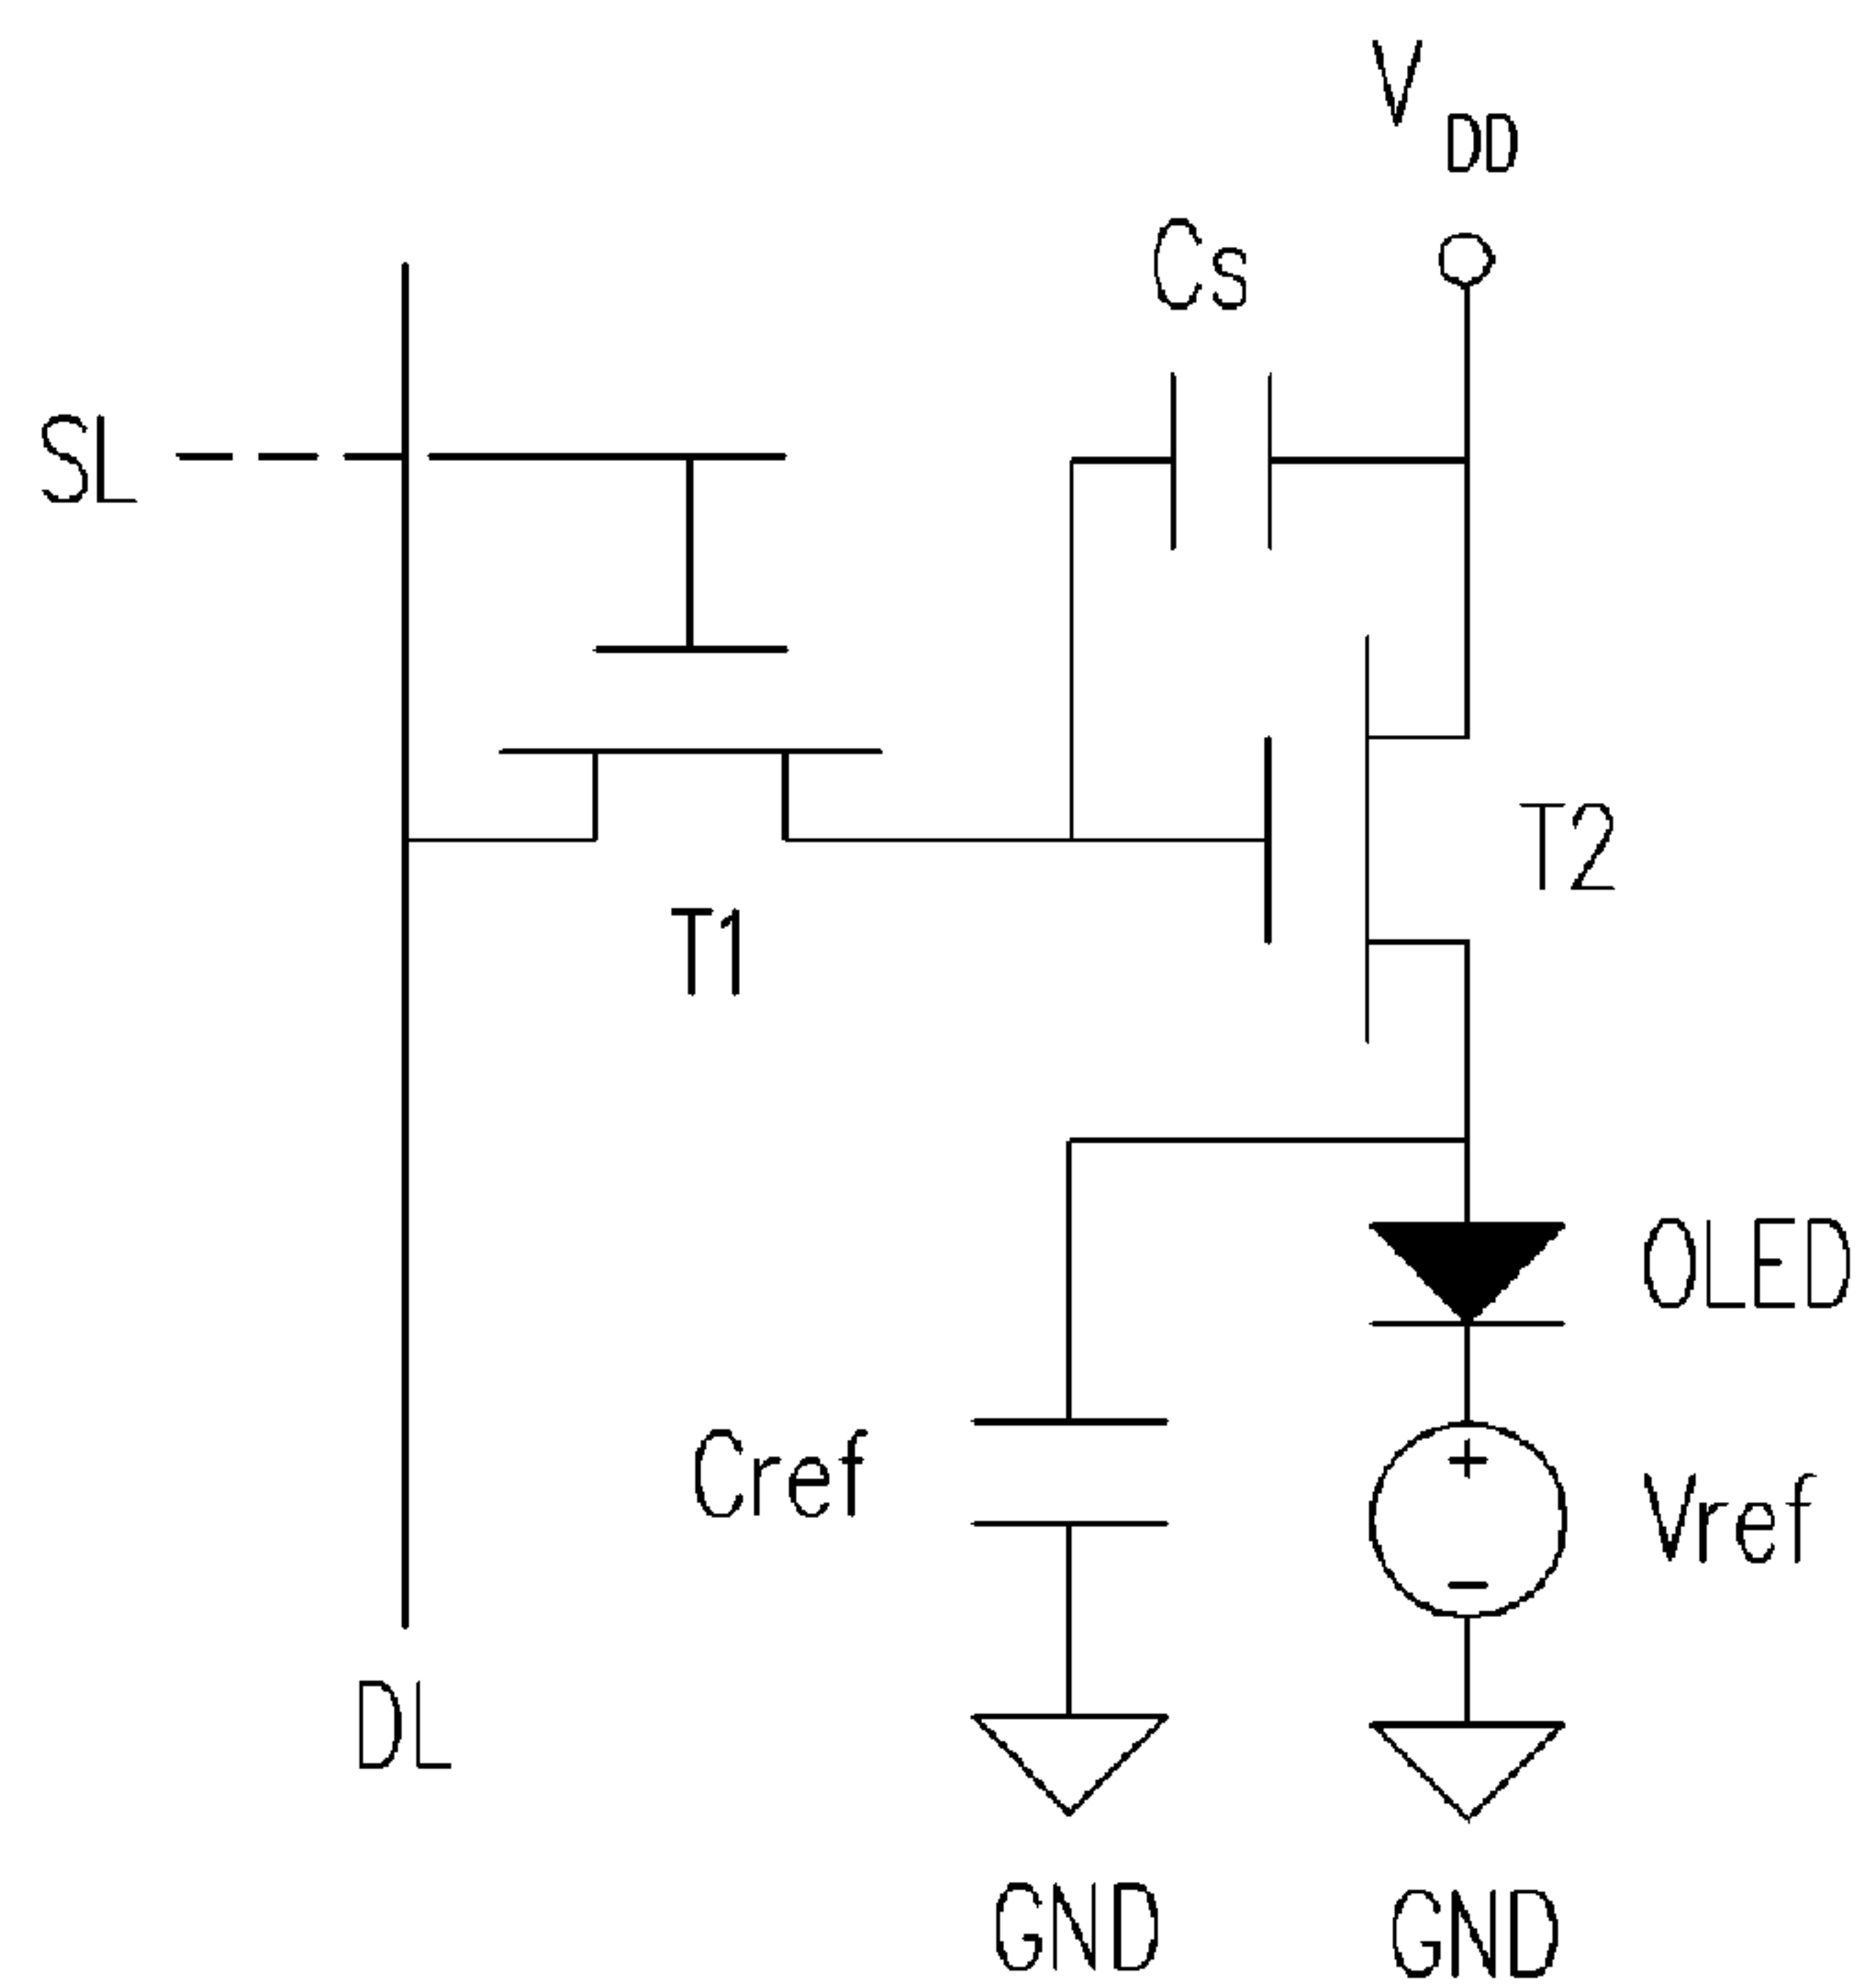 V DD
Cs
SL
T2
T1
OLED
Cref
+
Vref
-
DL
GND
GND